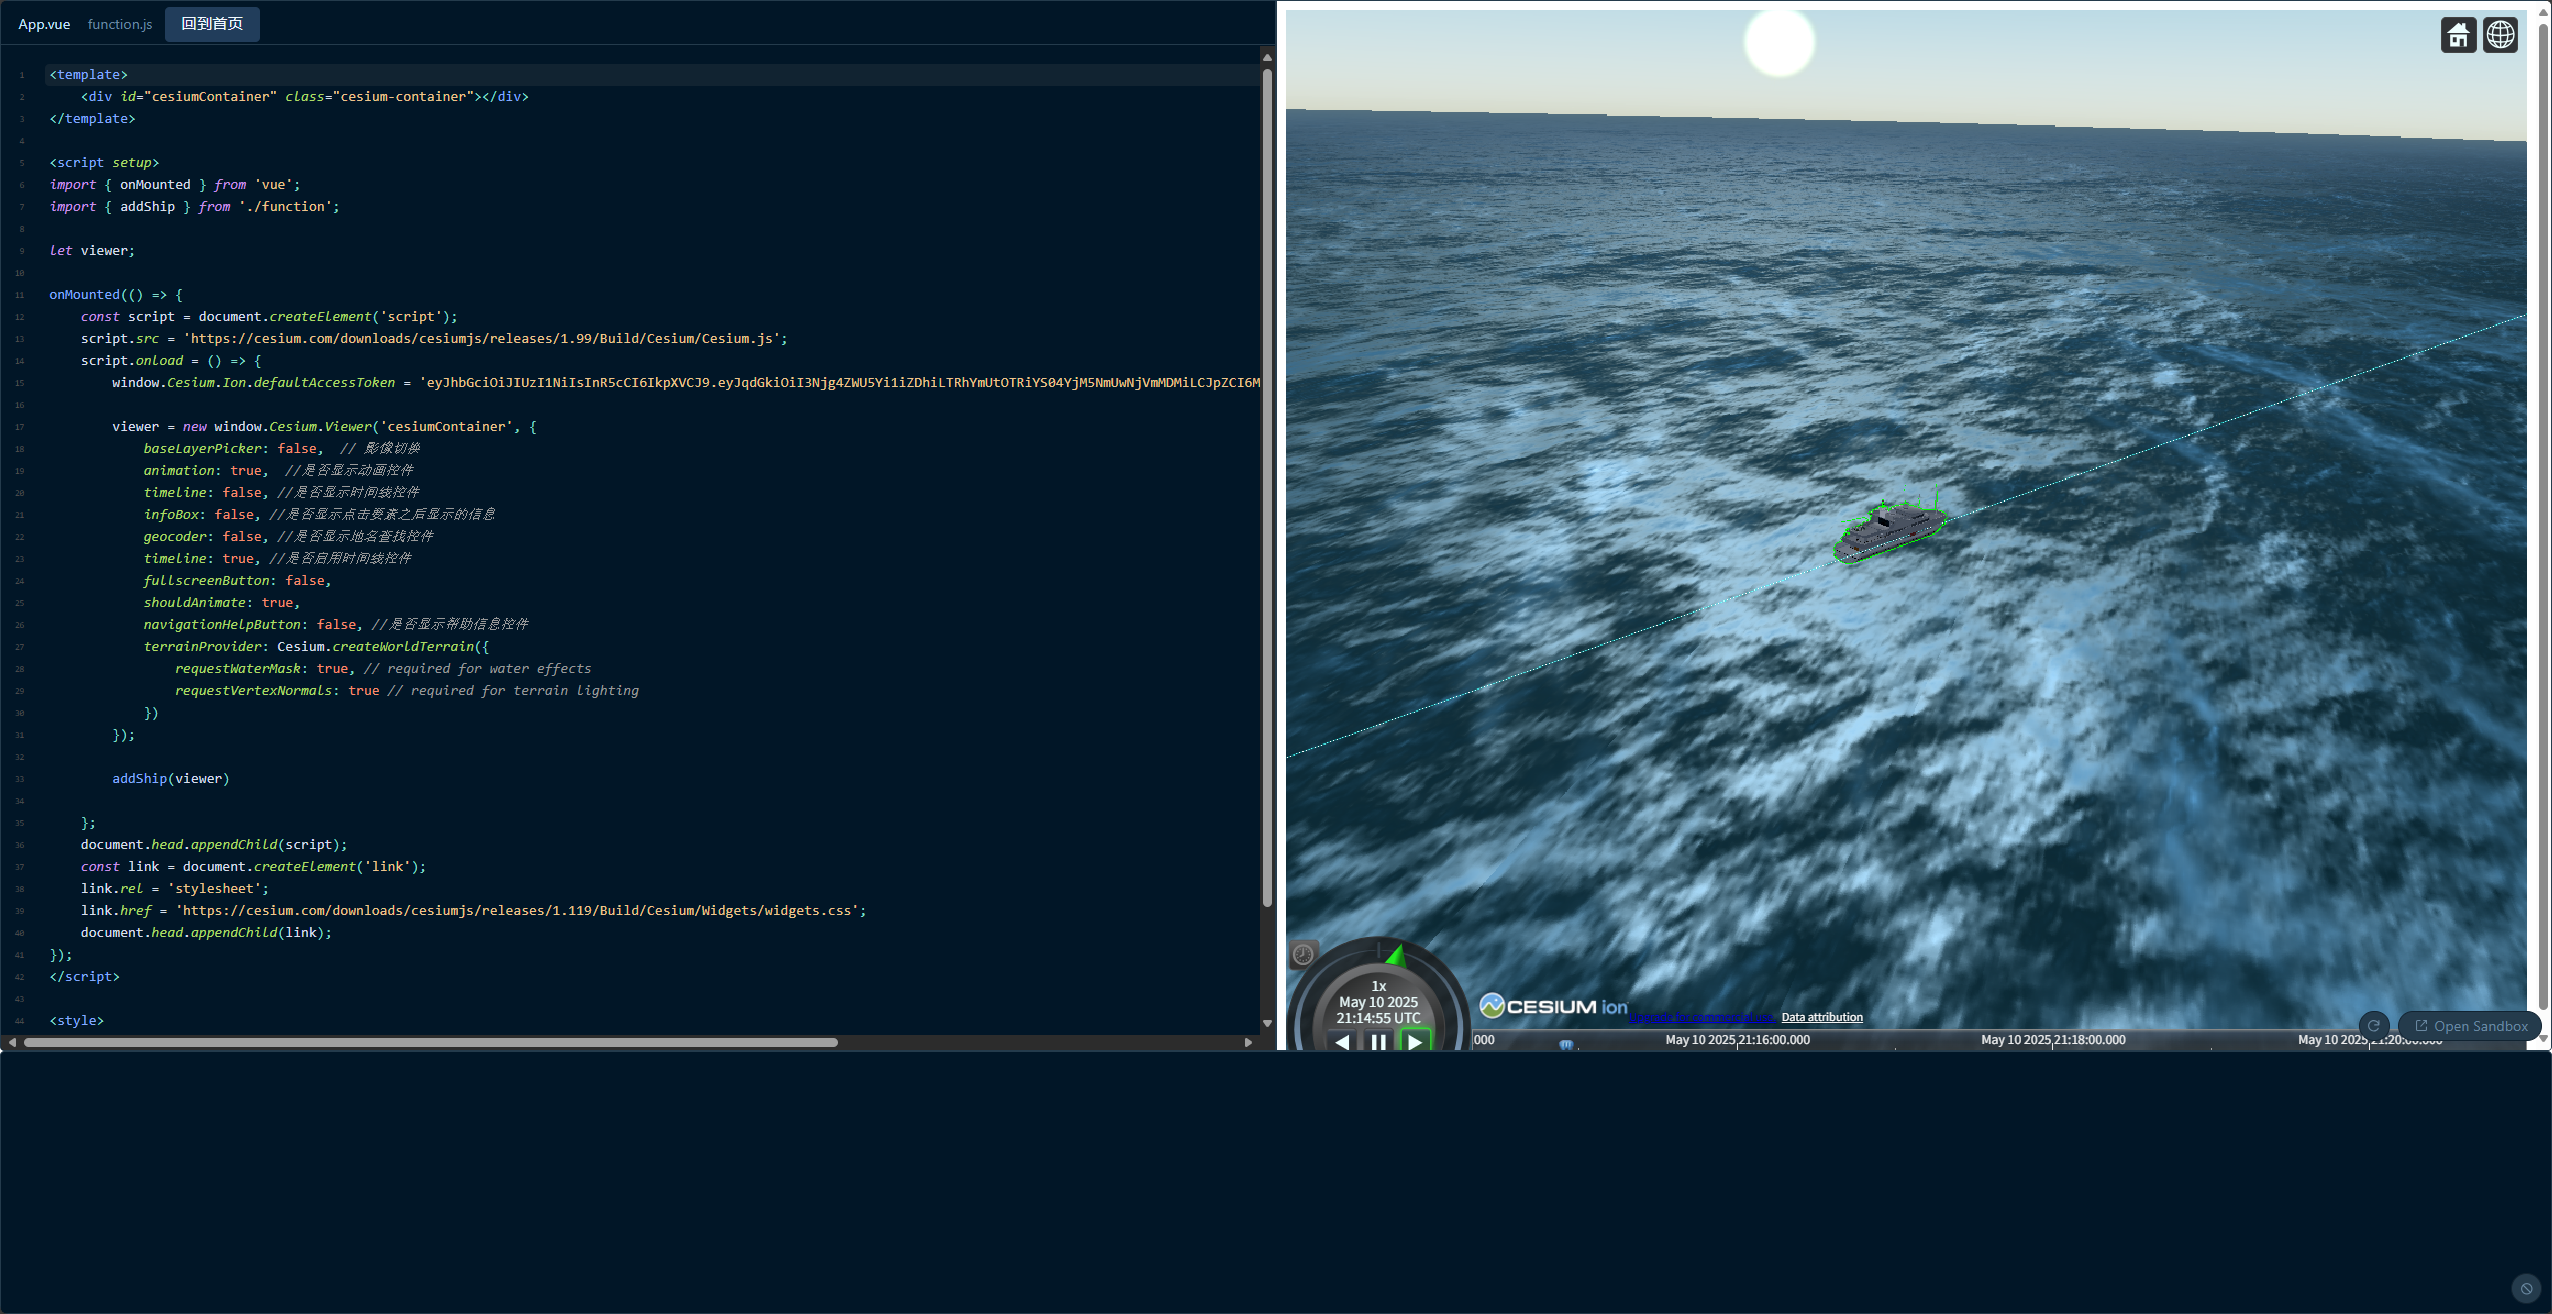 App.vue function.js 回到首页
1 <template>
2 <div id="cesiumContainer" class="cesium-container"></div>
3 </template>
4
5 <script setup>
6 import { onMounted } from 'vue';
7 import { addShip } from './function';
8
9 let viewer;
10
11 onMounted(() => {
12 const script = document.createElement('script');
13 script.src = 'https://cesium.com/downloads/cesiumjs/releases/1.99/Build/Cesium/Cesium.js';
14 script.onload = () => {
15 window.Cesium.Ion.defaultAccessToken =
16
17 viewer = new window.Cesium.Viewer('cesiumContainer', {
18 baseLayerPicker: false, // 影像切换
19 animation: true, //是否显示动画控件
20 timeline: false, //是否显示时间线控件
21 infoBox: false, //是否显示点击要素之后显示的信息
22 geocoder: false, //是否显示地名查找控件
23 timeline: true, //是否启用时间线控件
24 fullscreenButton: false,
25 shouldAnimate: true,
26 navigationHelpButton: false, //是否显示帮助信息控件
27 terrainProvider: Cesium.createWorldTerrain({
28 requestWaterMask: true, // required for water effects
29 requestVertexNormals: true // required for terrain lighting
30 })
31 });
32
33 addShip(viewer)
34
35 };
36 document.head.appendChild(script);
37 const link = document.createElement('link');
38 link.rel = 'stylesheet';
39 link.href = 'https://cesium.com/downloads/cesiumjs/releases/1.119/Build/Cesium/Widgets/widgets.css';
40 document.head.appendChild(link);
41 });
42 </script>
43
44 <style>
1x
May 10 2025
21:14:55 UTC
CESIUM ion
Upgrade for commercial use. Data attribution
Open Sandbox
000 May 10 2025 21:16:00.000 May 10 2025 21:18:00.000 May 10 2025 21:20:00.000